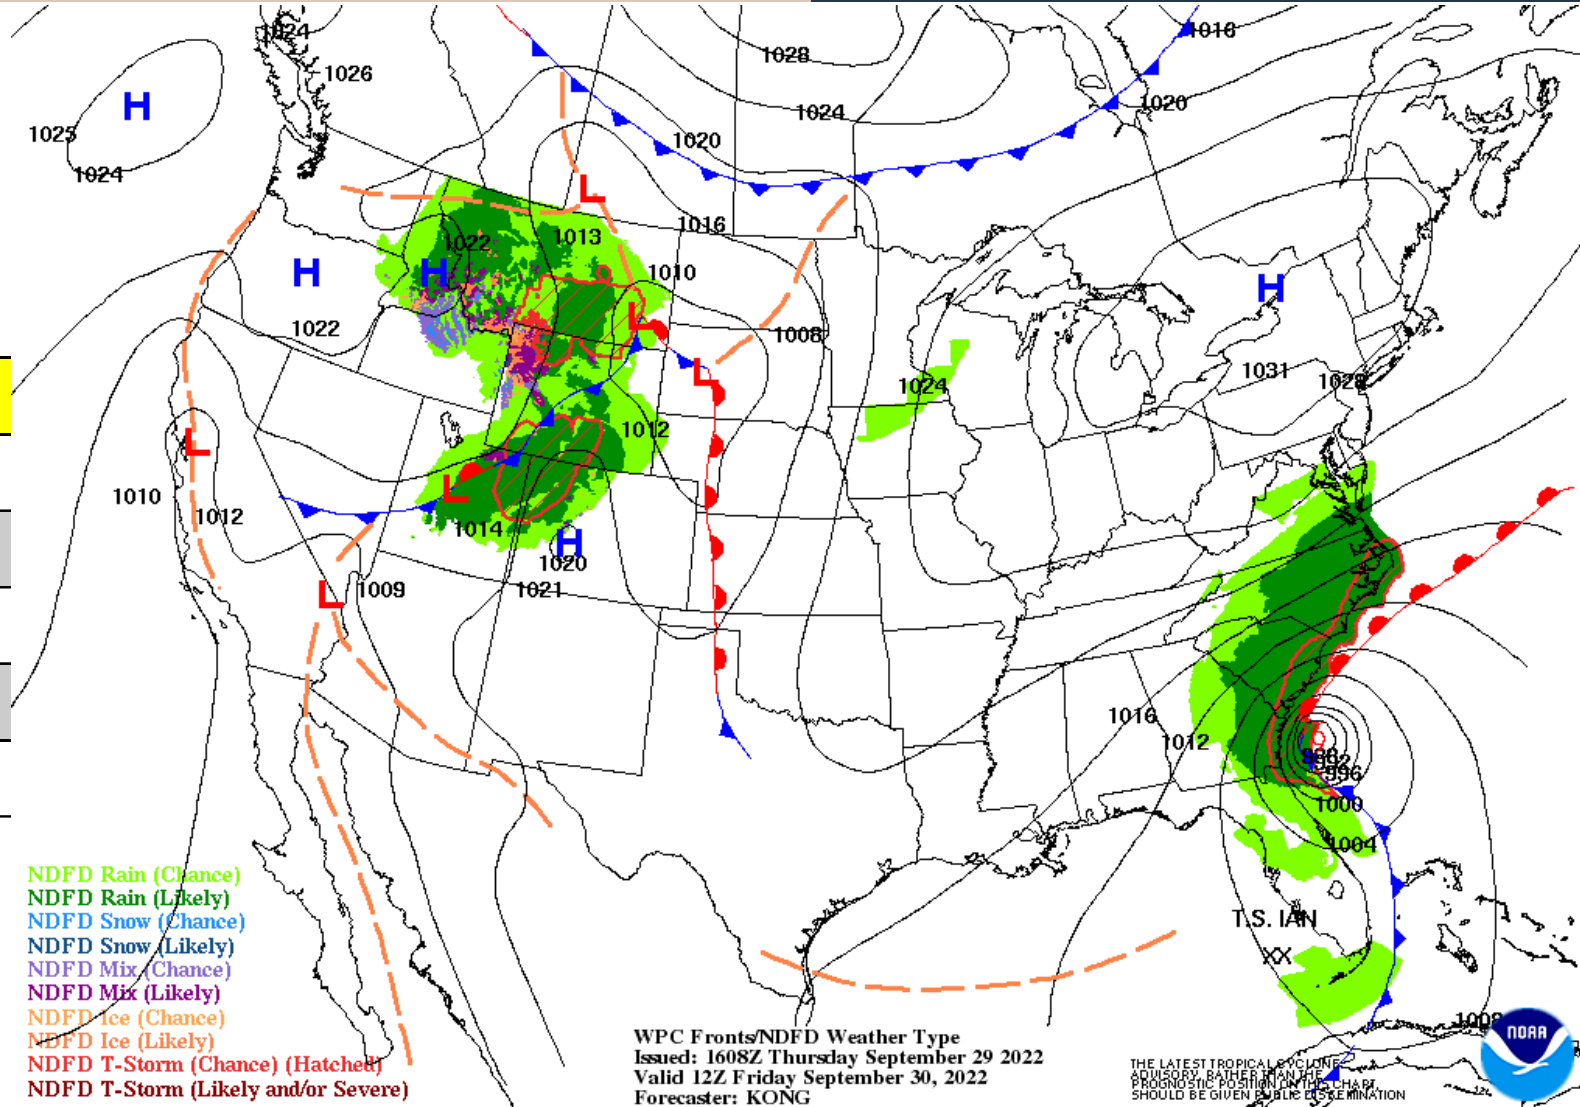 1024
1026
1028
1016
H
1025
1024
1020
1020
1024
L
1016
1022
1013
H
H
1010
H
1022
L
1008
1031
1028
L
1024
1012
L
1010
1012
L
1014
H
1020
1009
1021
L
1016
1012
992
996
1000
1004
T.S. IAN
XX
1008
NDFD Rain (Chance)
NDFD Rain (Likely)
NDFD Snow (Chance)
NDFD Snow (Likely)
NDFD Mix (Chance)
NDFD Mix (Likely)
NDFD Ice (Chance)
NDFD Ice (Likely)
NDFD T-Storm (Chance) (Hatched)
NDFD T-Storm (Likely and/or Severe)
WPC Fronts/NDFD Weather Type
Issued: 1608Z Thursday September 29 2022
Valid 12Z Friday September 30, 2022
Forecaster: KONG
THE LATEST TROPICAL CYCLONE
ADVISORY, RATHER THAN THE
PROGNOSTIC POSITION ON THIS CHART,
SHOULD BE GIVEN PUBLIC DISSEMINATION
NOAA